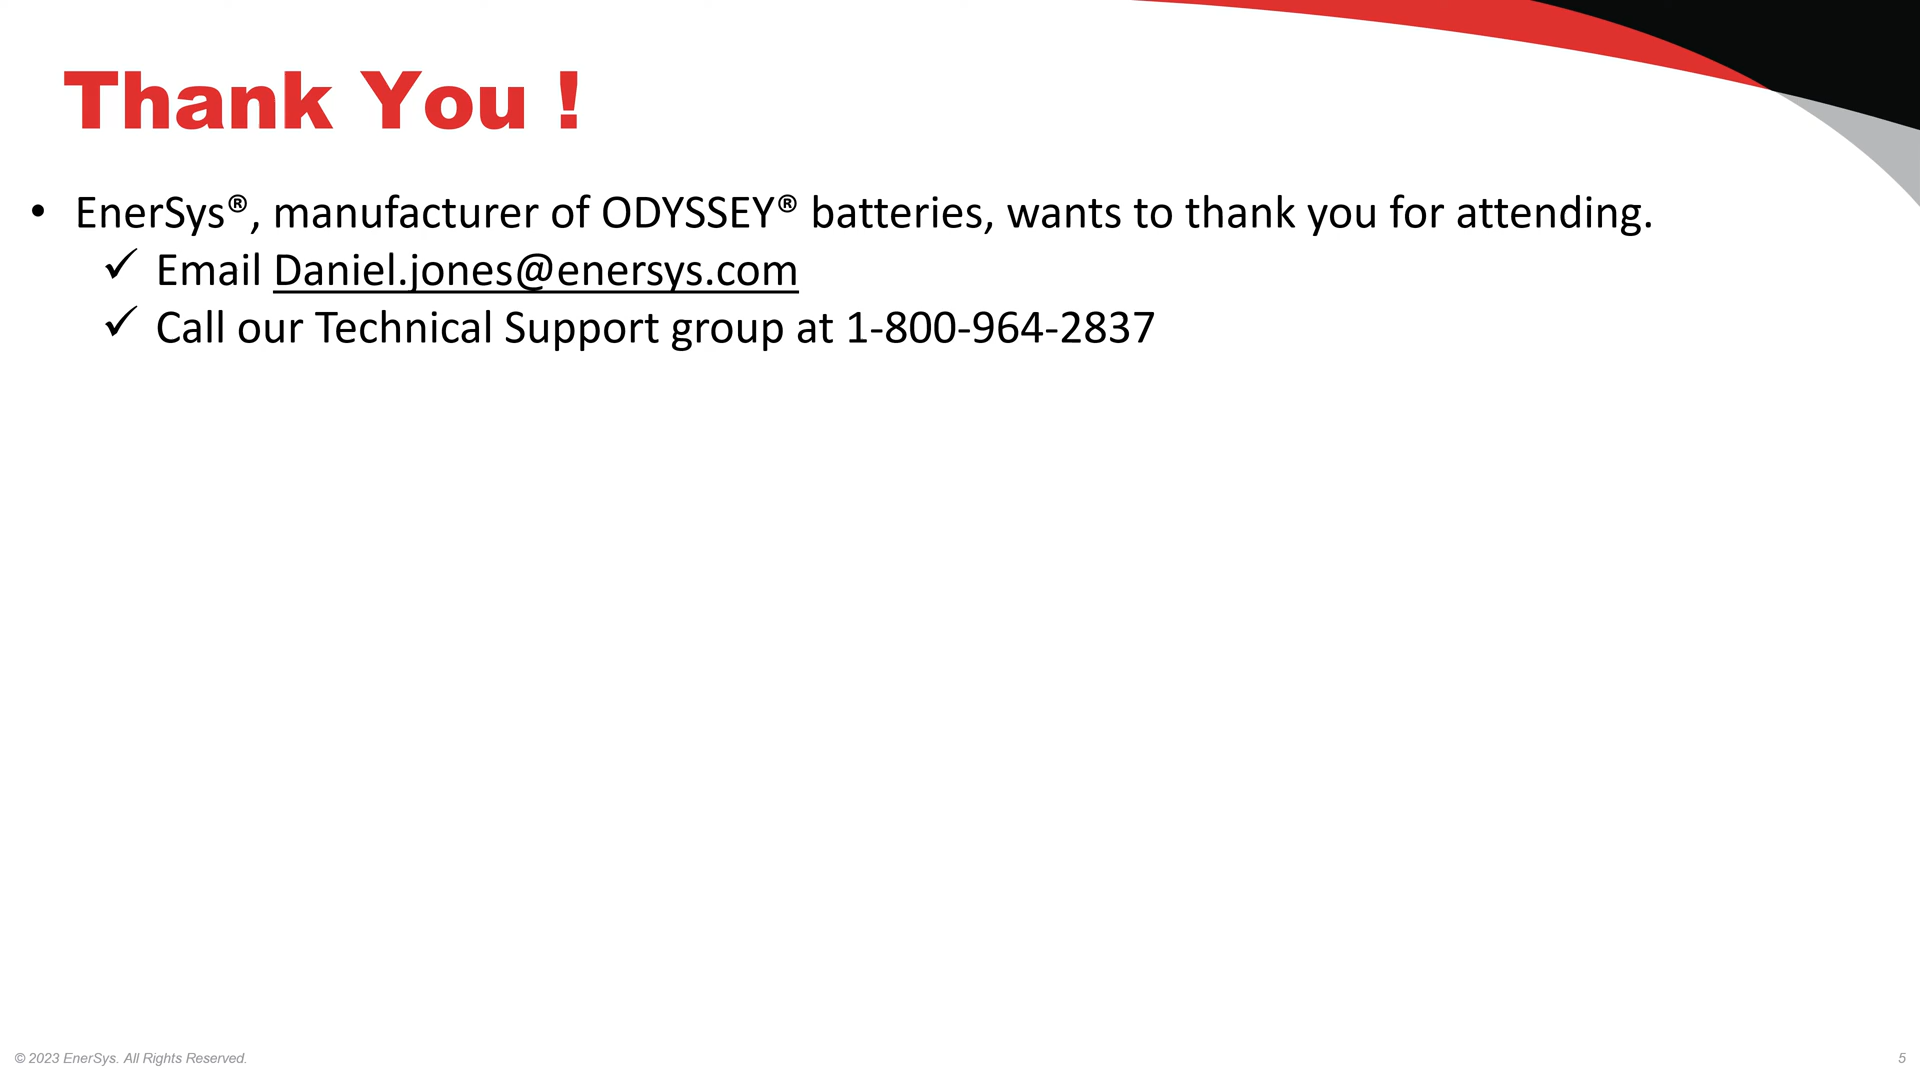 Thank You !
• EnerSys®, manufacturer of ODYSSEY® batteries, wants to thank you for attending.
✓ Email Daniel.jones@enersys.com
✓ Call our Technical Support group at 1-800-964-2837
© 2023 EnerSys. All Rights Reserved.
5